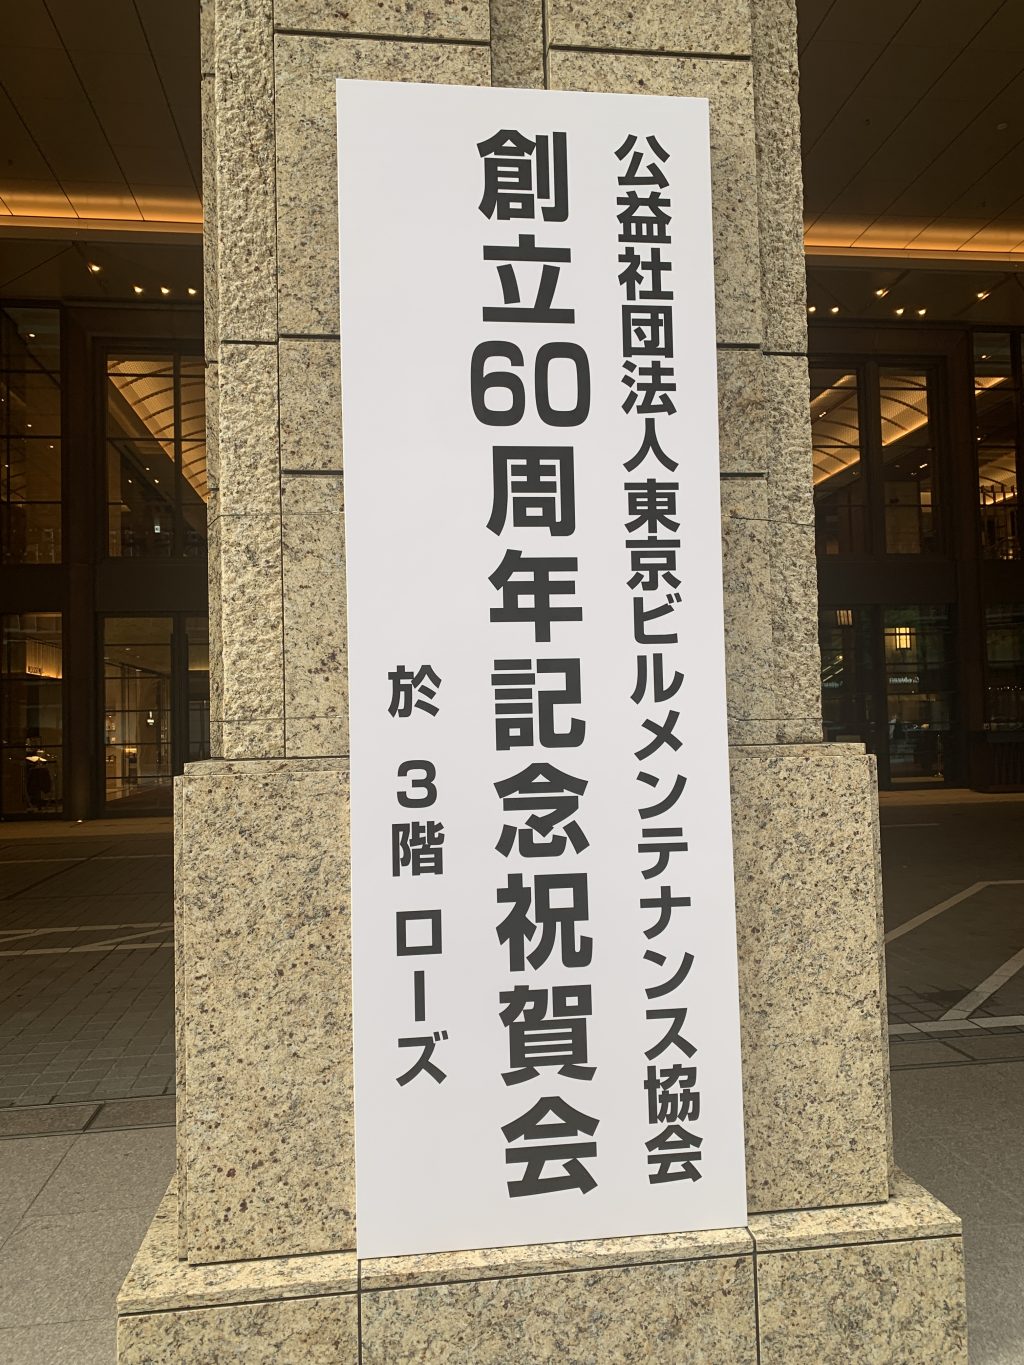 公益社団法人東京ビルメンテナンス協会
創立60周年記念祝賀会
於 3階 ローズ